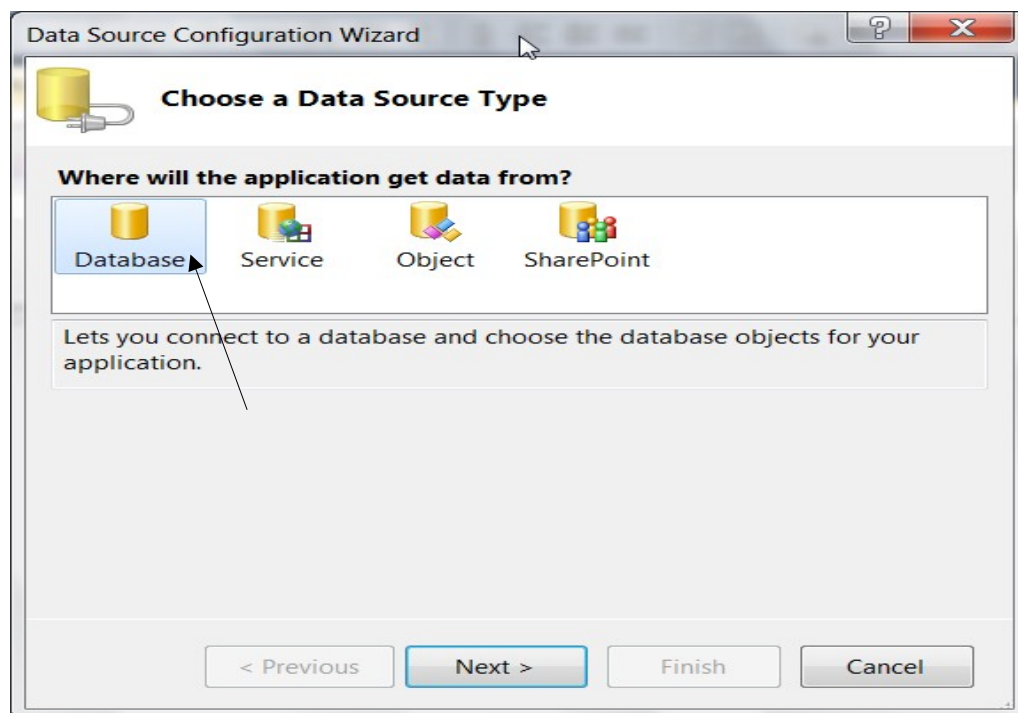 Data Source Configuration Wizard
?
X
Choose a Data Source Type
Where will the application get data from?
Database Service Object SharePoint
Lets you connect to a database and choose the database objects for your
application.
< Previous Next > Finish Cancel